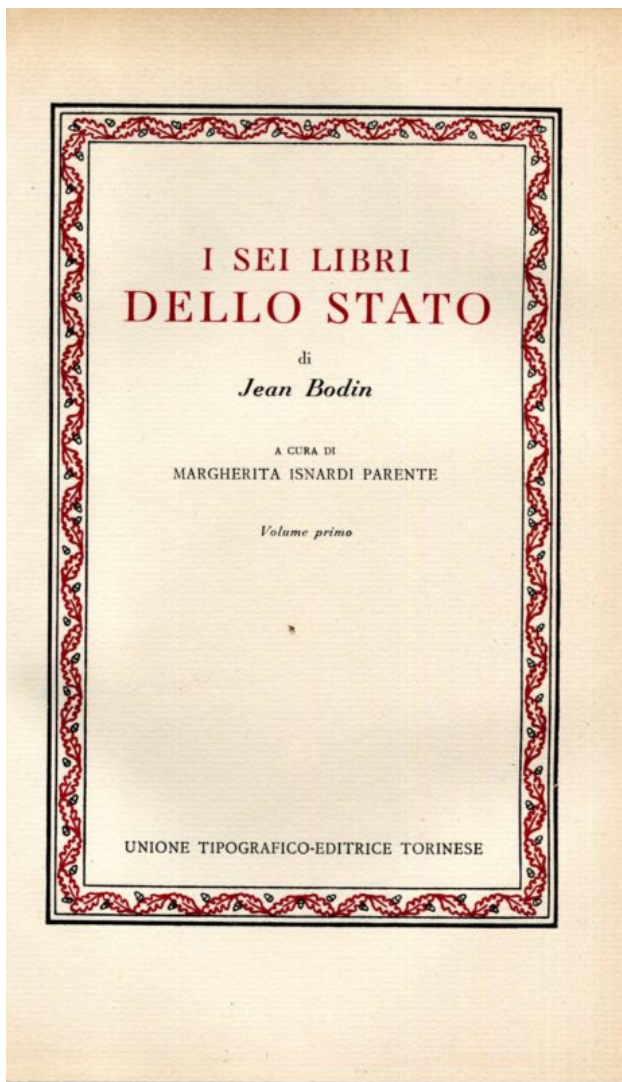 I SEI LIBRI
DELLO STATO
di
Jean Bodin
A CURA DI
MARGHERITA ISNARDI PARENTE
Volume primo
UNIONE TIPOGRAFICO-EDITRICE TORINESE